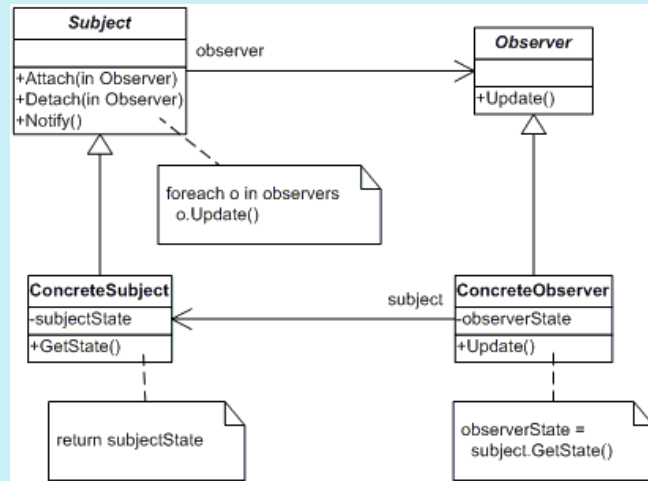 Subject
+Attach(in Observer)
+Detach(in Observer)
+Notify()
observer
Observer
+Update()
foreach o in observers
o.Update()
ConcreteSubject
-subjectState
+GetState()
subject
ConcreteObserver
-observerState
+Update()
return subjectState
observerState =
subject.GetState()